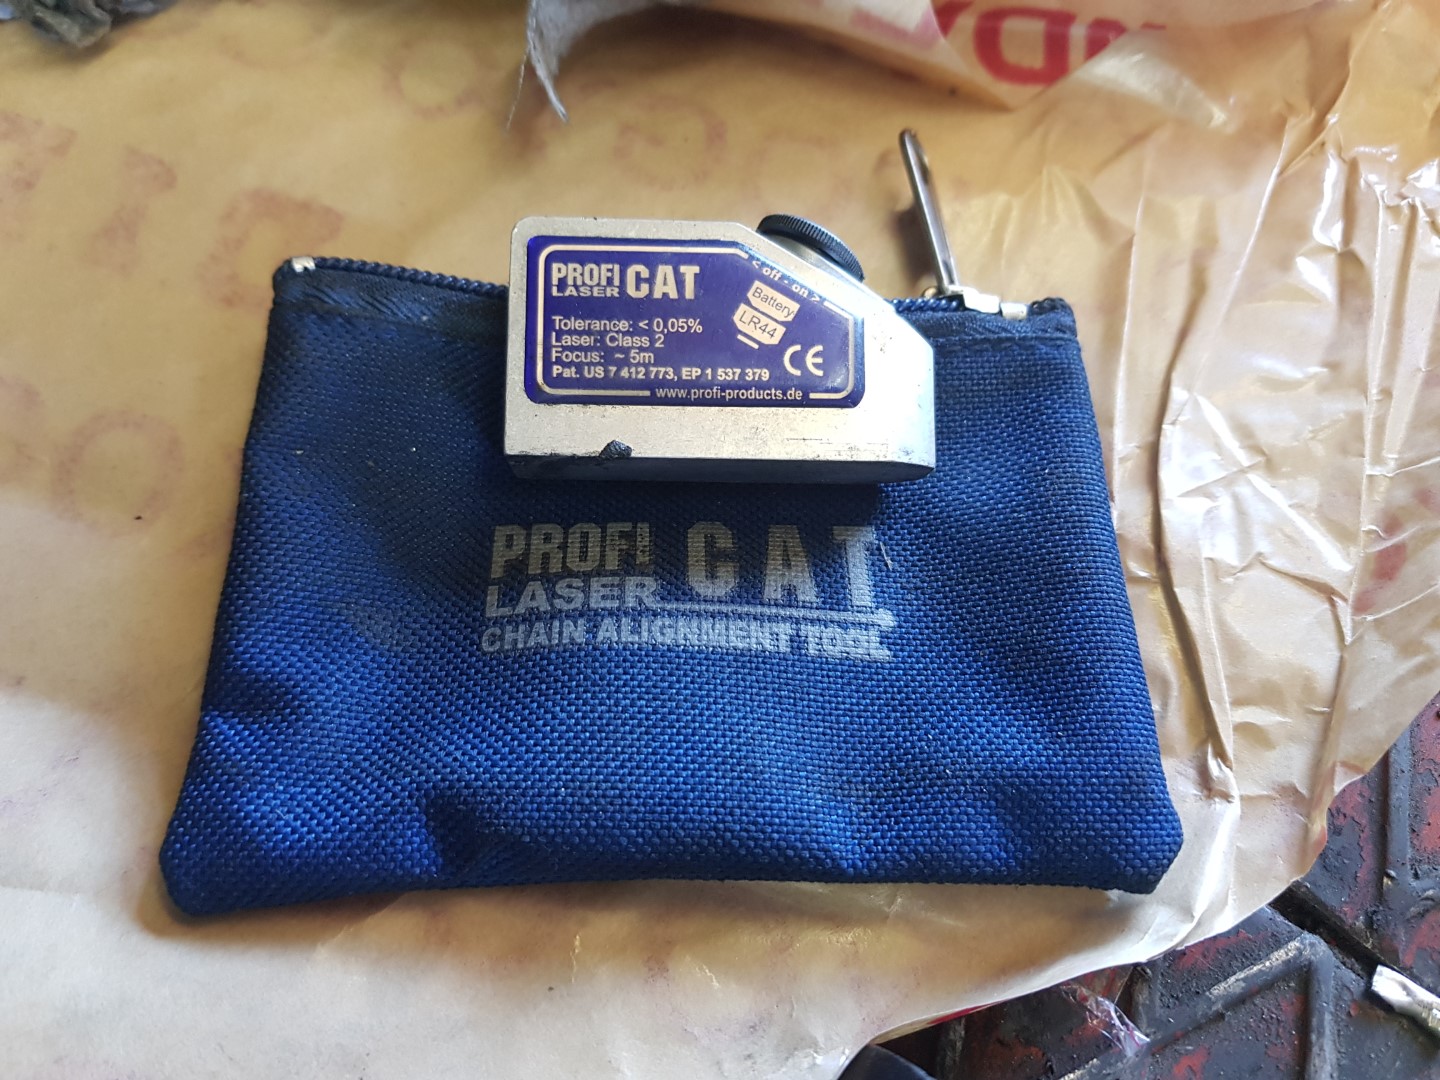 PROFI CAT
LASER
< off - on >
Battery
LR44
Tolerance: < 0,05%
Laser: Class 2
Focus: ~ 5m
CE
Pat. US 7 412 773, EP 1 537 379
www.profi-products.de
PROFI CAT
LASER
CHAIN ALIGNMENT TOOL